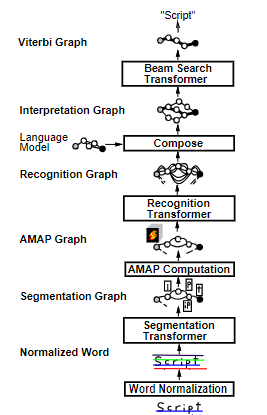 "Script"
Viterbi Graph
Beam Search
Transformer
Interpretation Graph
Language
Model
Compose
Recognition Graph
Recognition
Transformer
AMAP Graph
AMAP Computation
Segmentation Graph
Segmentation
Transformer
Normalized Word
Script
Word Normalization
Script